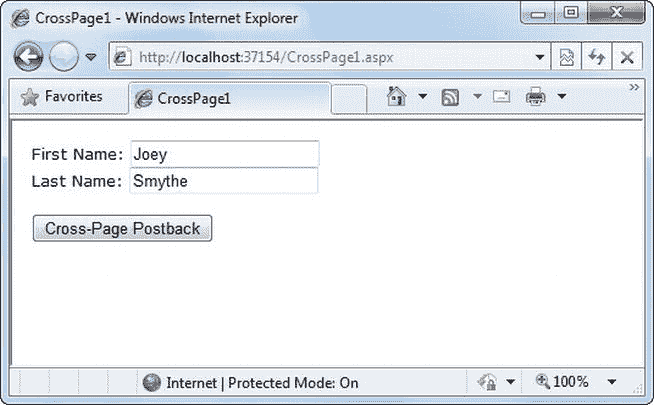 CrossPage1 - Windows Internet Explorer
http://localhost:37154/CrossPage1.aspx
Favorites CrossPage1 »
First Name: Joey
Last Name: Smythe
Cross-Page Postback
Internet | Protected Mode: On 100%